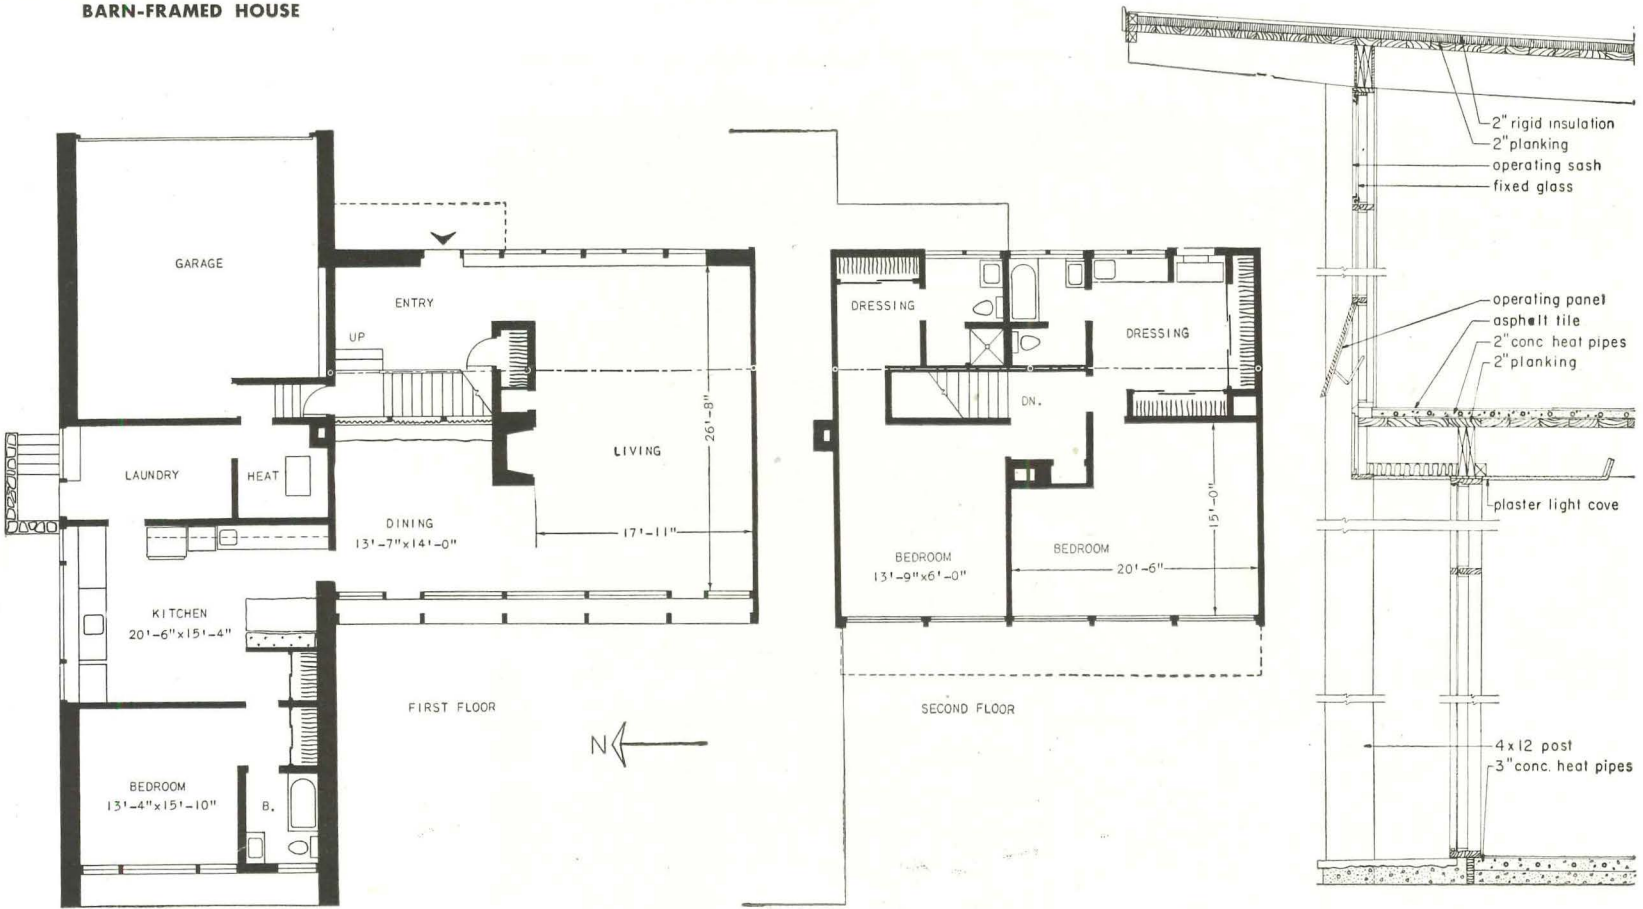 BARN-FRAMED HOUSE
GARAGE
ENTRY
UP
LAUNDRY
HEAT
LIVING
26'-8"
17'-11"
DINING
13'-7"x14'-0"
KITCHEN
20'-6"x15'-4"
BEDROOM
13'-4"x15'-10"
B.
FIRST FLOOR
N
DRESSING
DRESSING
DN.
BEDROOM
13'-9"x6'-0"
BEDROOM
20'-6"
15'-0"
SECOND FLOOR
2" rigid insulation
2" planking
operating sash
fixed glass
operating panel
asphalt tile
2" conc heat pipes
2" planking
plaster light cove
4x12 post
3" conc. heat pipes